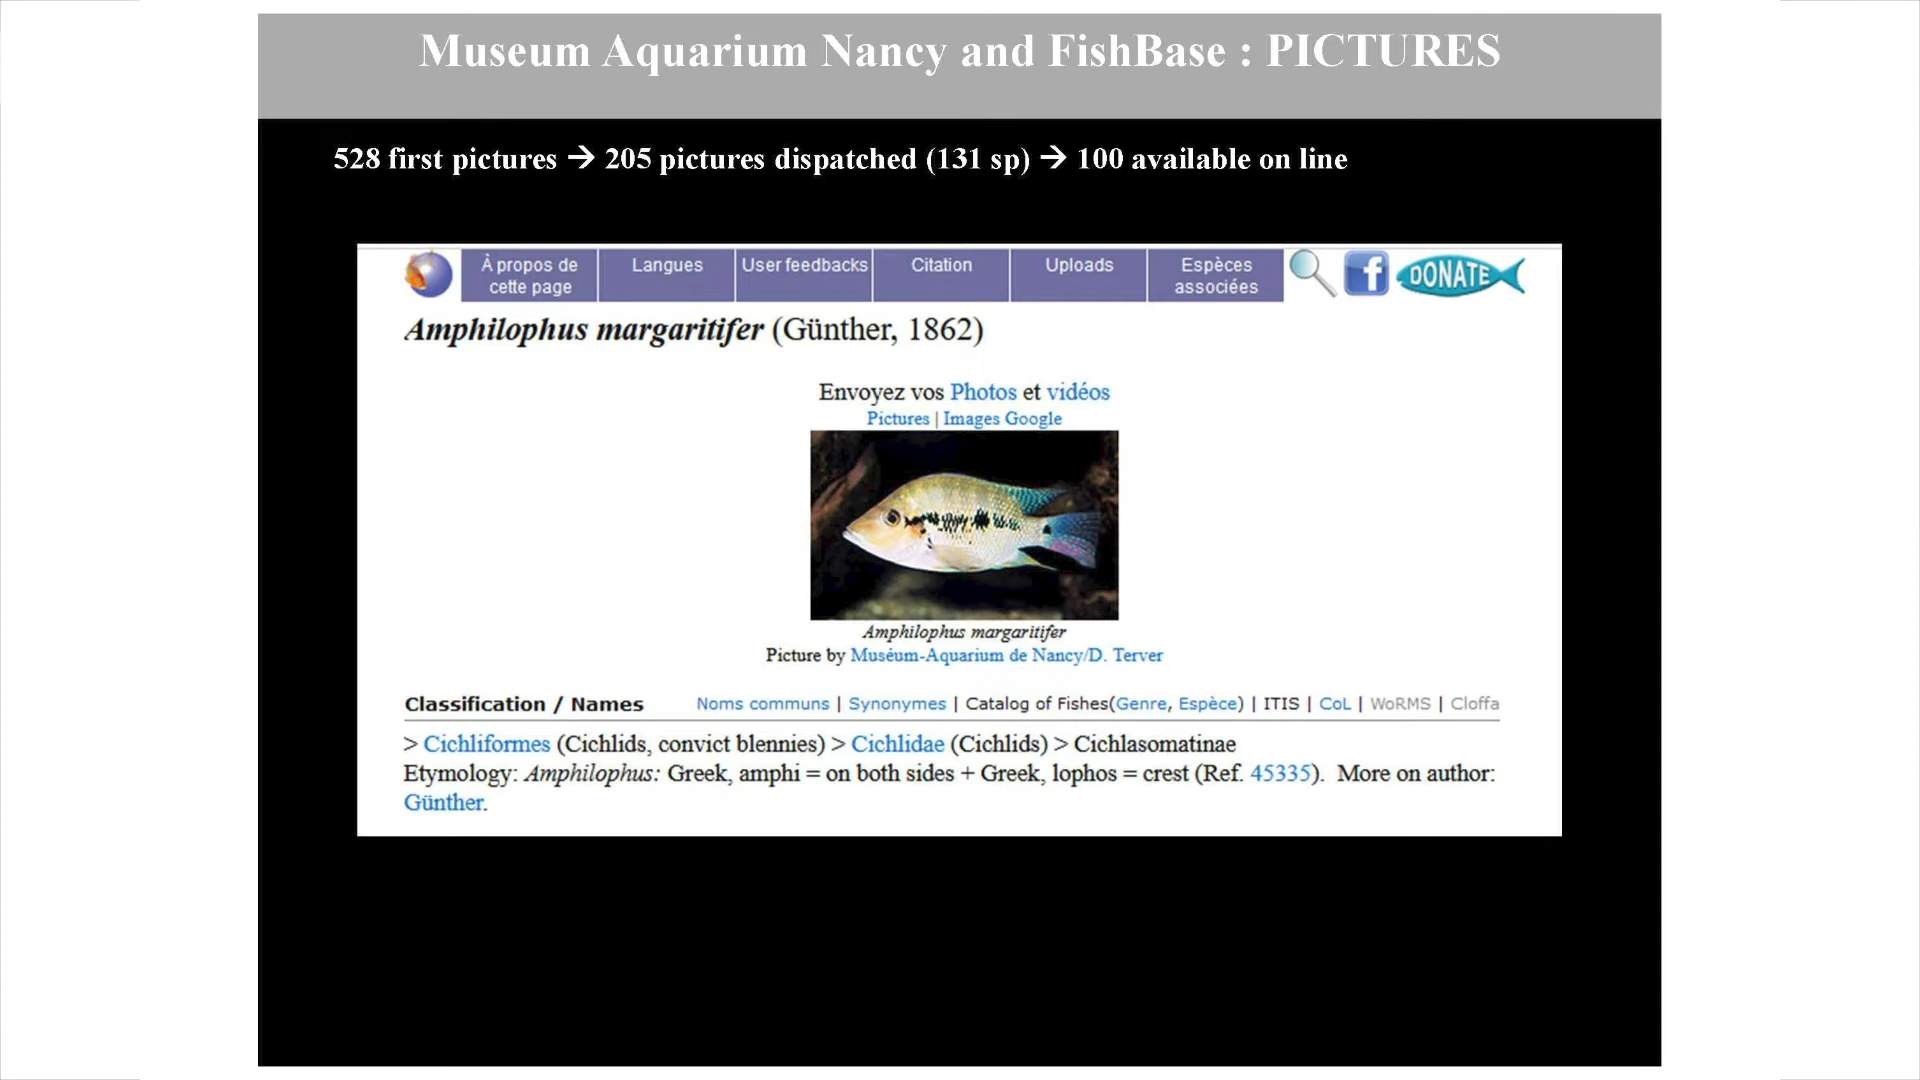 Museum Aquarium Nancy and FishBase : PICTURES
528 first pictures → 205 pictures dispatched (131 sp) → 100 available on line
À propos de cette page Langues User feedbacks Citation Uploads Espèces associées f DONATE
Amphilophus margaritifer (Günther, 1862)
Envoyez vos Photos et vidéos
Pictures | Images Google
Amphilophus margaritifer
Picture by Muséum-Aquarium de Nancy/D. Terver
Classification / Names Noms communs | Synonymes | Catalog of Fishes(Genre, Espèce) | ITIS | CoL | WoRMS | Cloffa
> Cichliformes (Cichlids, convict blennies) > Cichlidae (Cichlids) > Cichlasomatinae
Etymology: Amphilophus: Greek, amphi = on both sides + Greek, lophos = crest (Ref. 45335). More on author:
Günther.